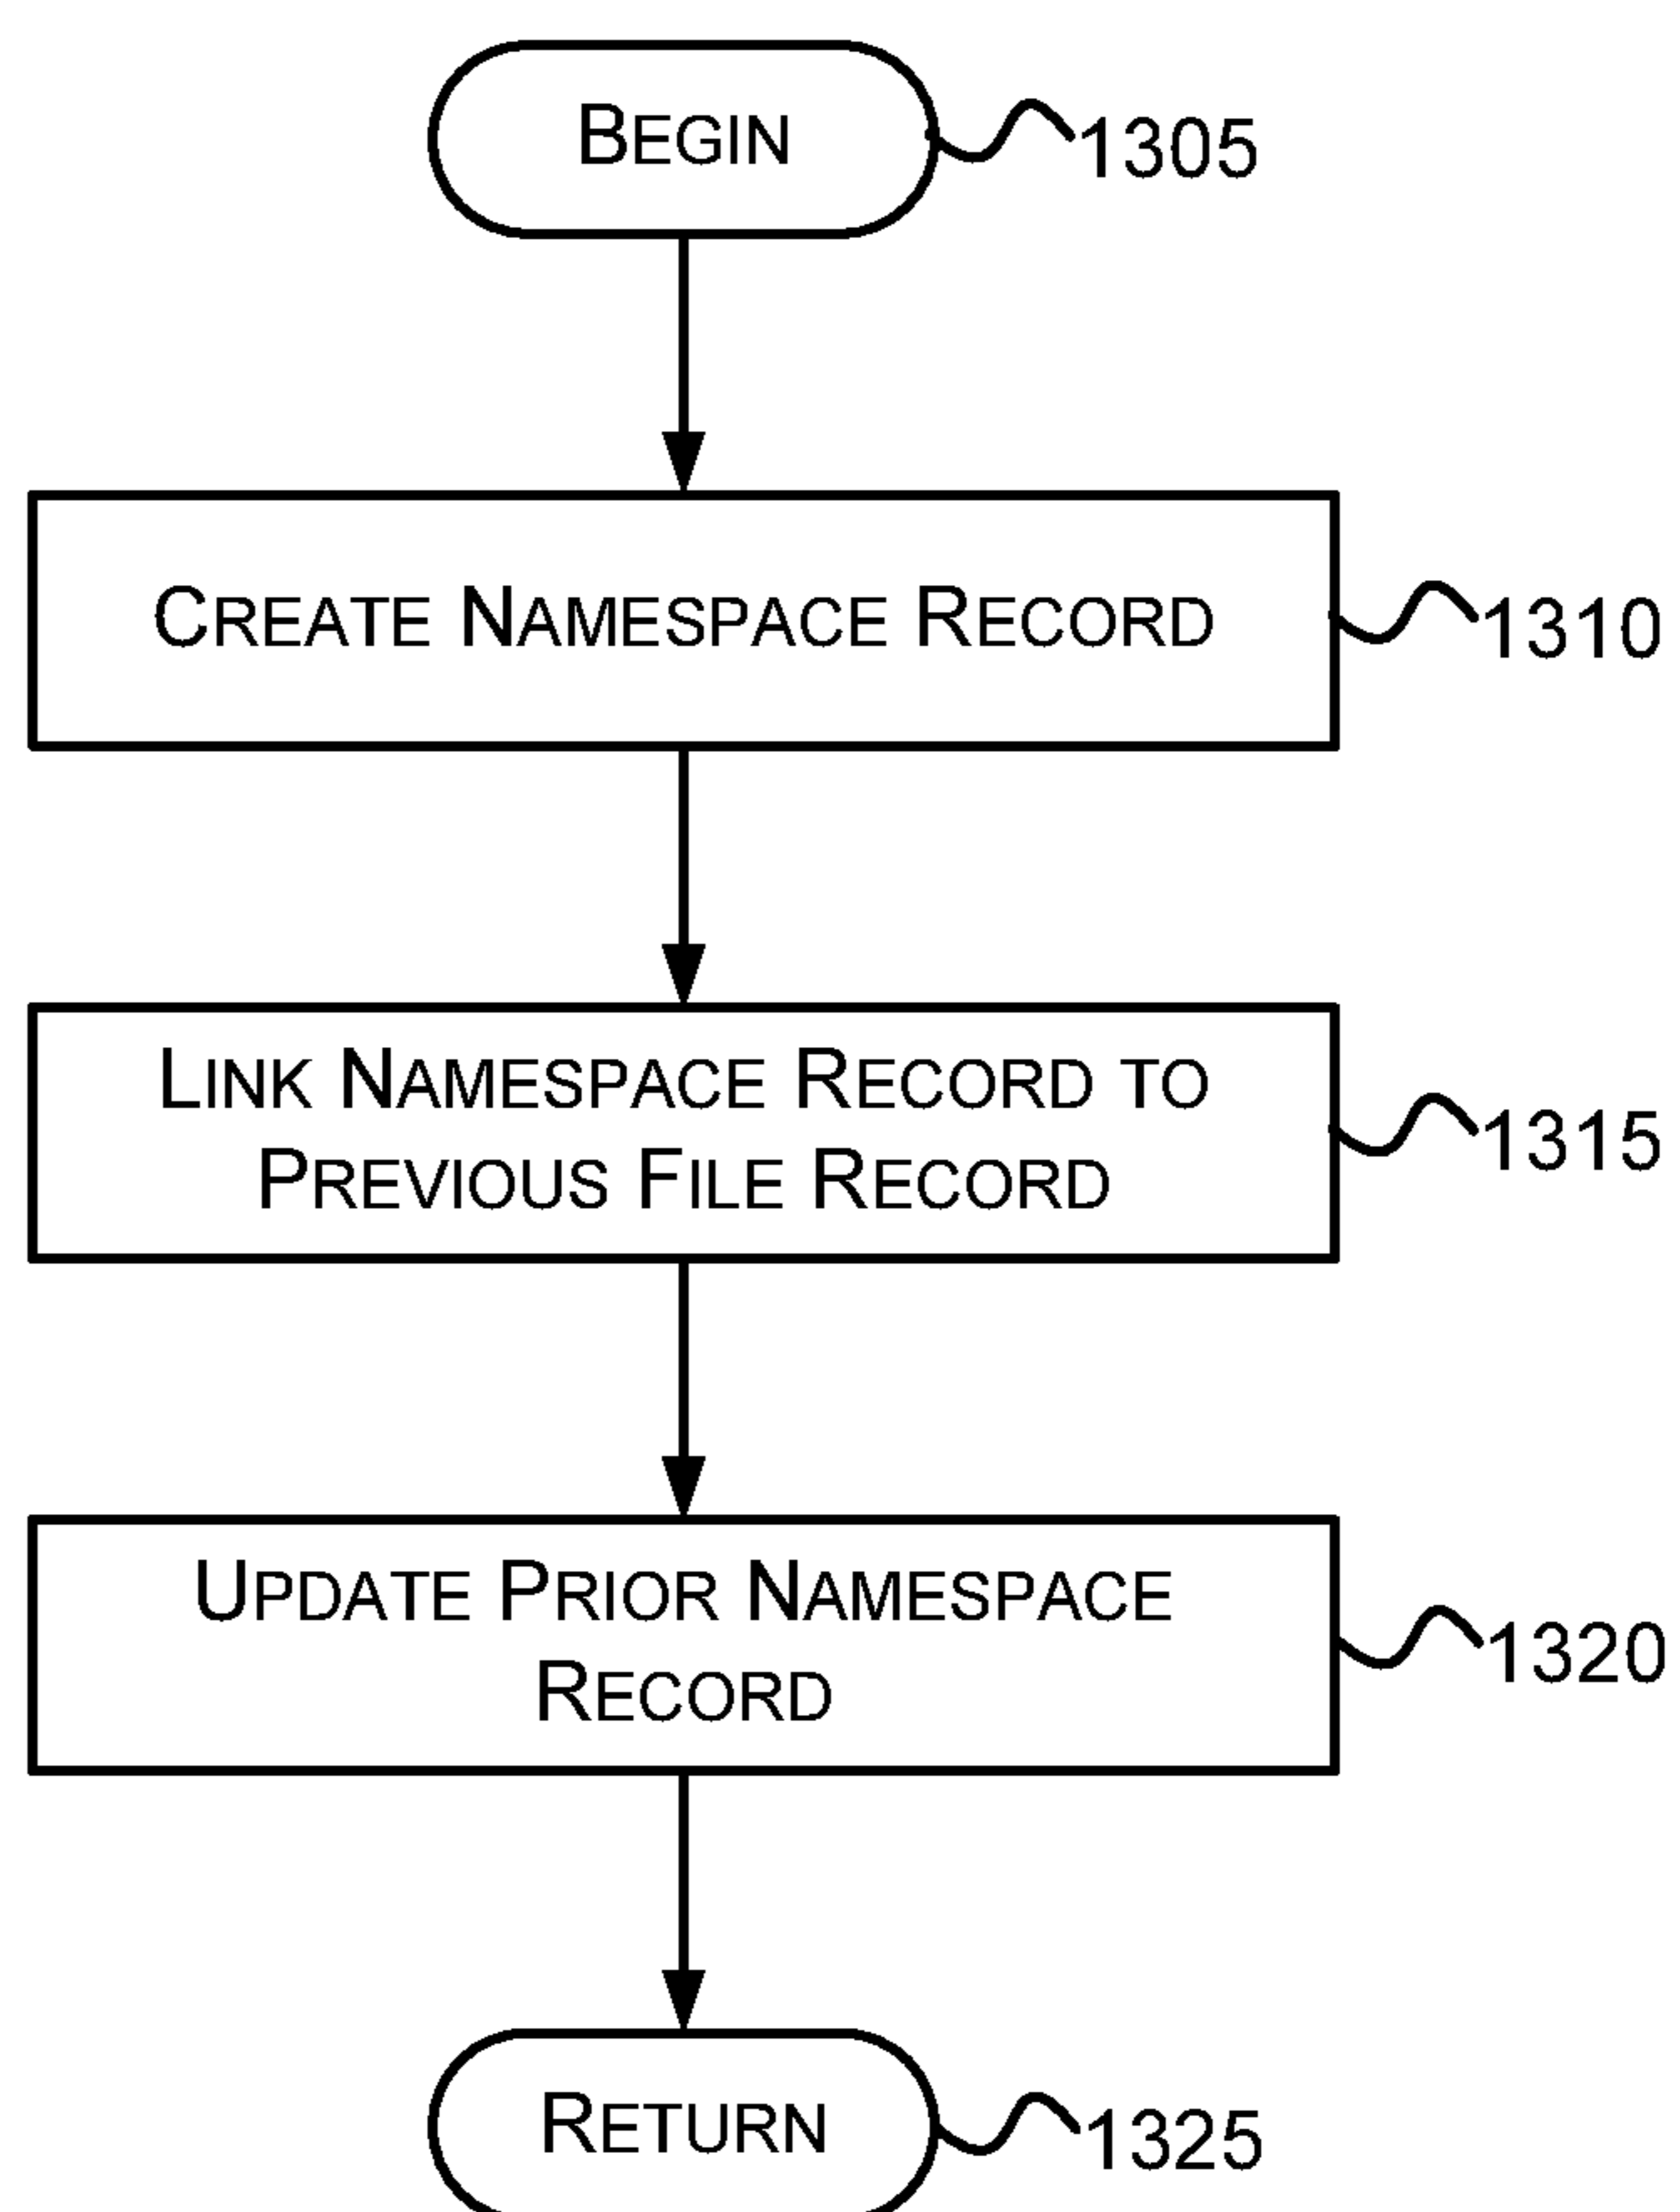 BEGIN
1305
CREATE NAMESPACE RECORD
1310
LINK NAMESPACE RECORD TO
PREVIOUS FILE RECORD
1315
UPDATE PRIOR NAMESPACE
RECORD
1320
RETURN
1325